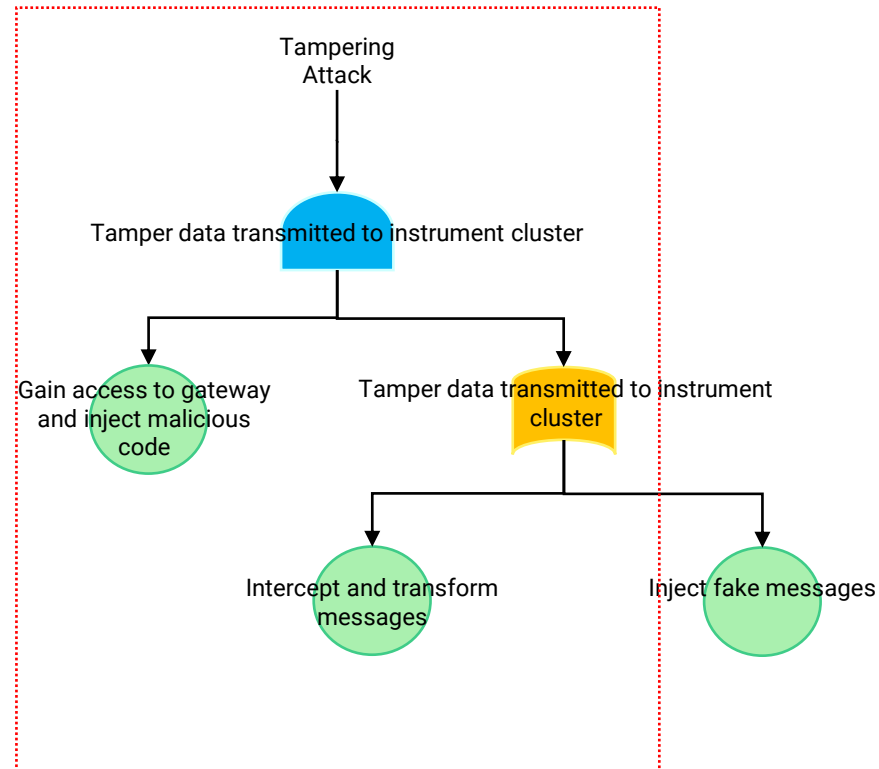 Tampering
Attack
Tamper data transmitted to instrument cluster
Gain access to gateway
and inject malicious
code
Tamper data transmitted to instrument
cluster
Intercept and transform
messages
Inject fake messages